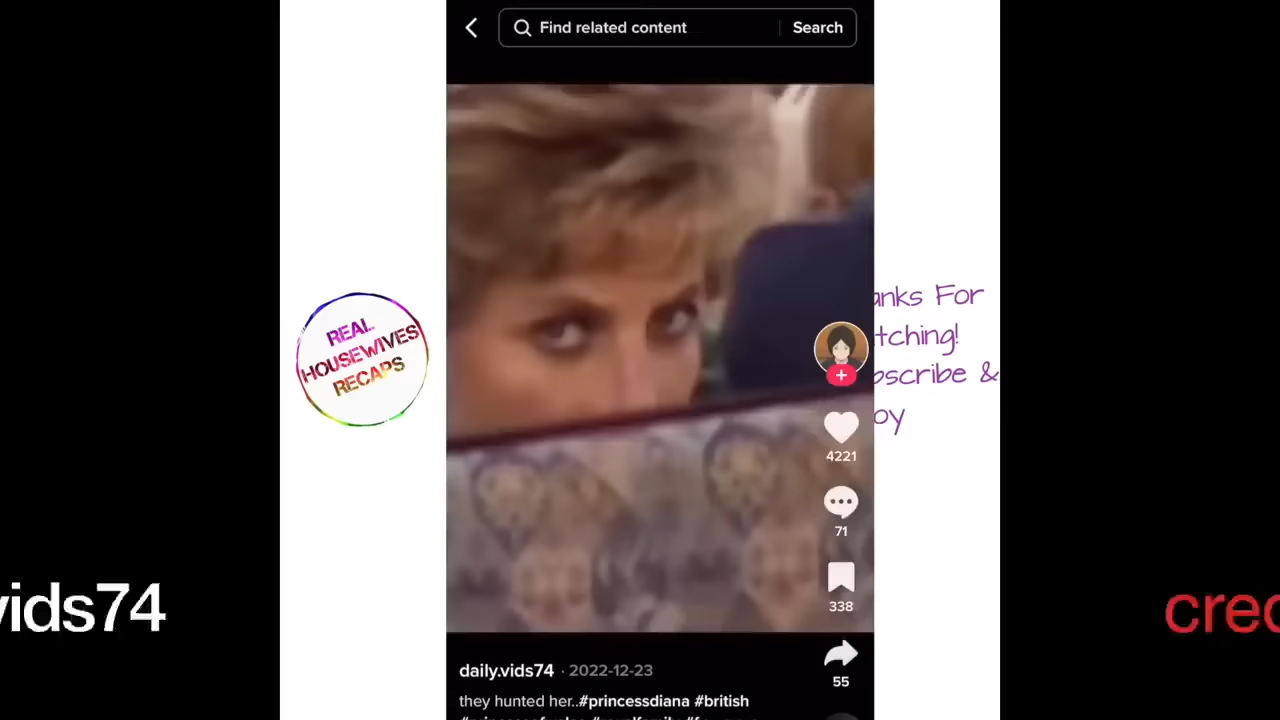 Find related content
Search
REAL
HOUSEWIVES
RECAPS
anks For
tching!
bscribe &
oy
4221
71
338
55
vids74
cred
daily.vids74 · 2022-12-23
they hunted her..#princessdiana #british